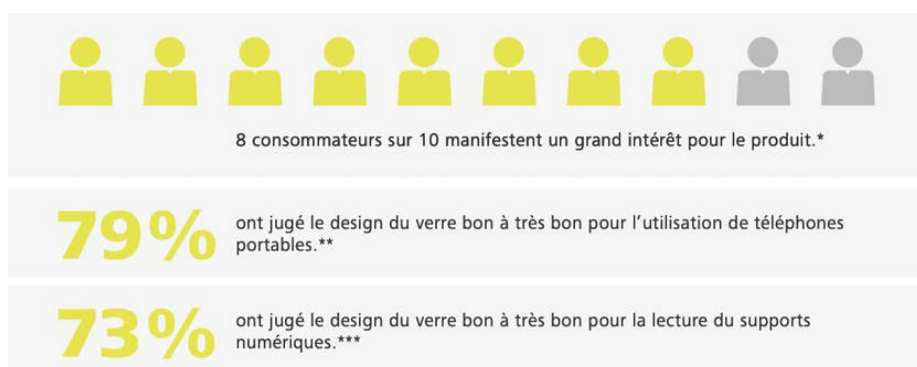 8 consommateurs sur 10 manifestent un grand intérêt pour le produit.*
79% ont jugé le design du verre bon à très bon pour l'utilisation de téléphones
portables.**
73% ont jugé le design du verre bon à très bon pour la lecture du supports
numériques.***